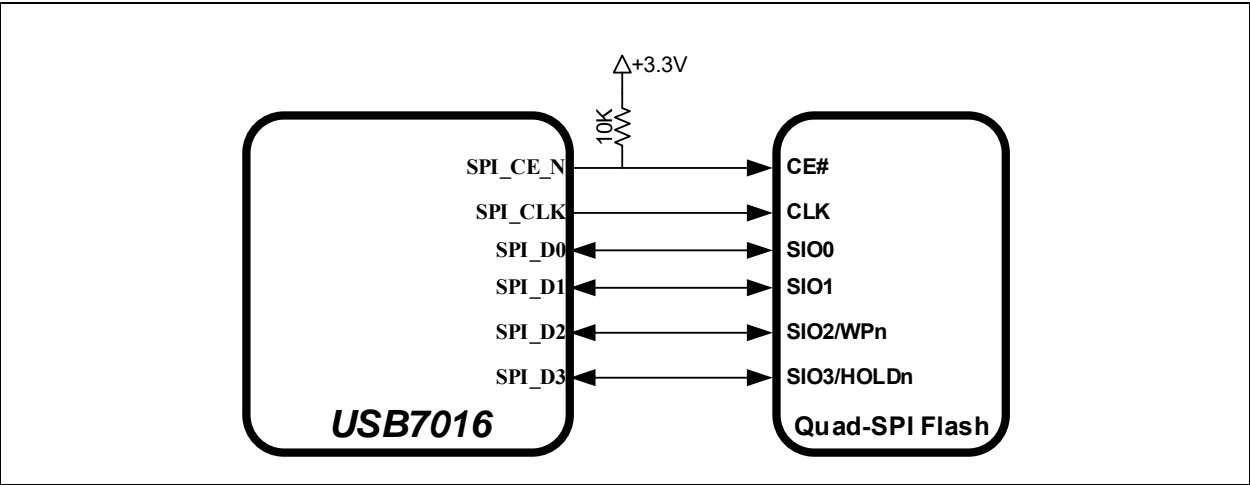 +3.3V
10K
SPI_CE_N
CE#
SPI_CLK
CLK
SPI_D0
SIO0
SPI_D1
SIO1
SPI_D2
SIO2/WPn
SPI_D3
SIO3/HOLDn
USB7016
Quad-SPI Flash